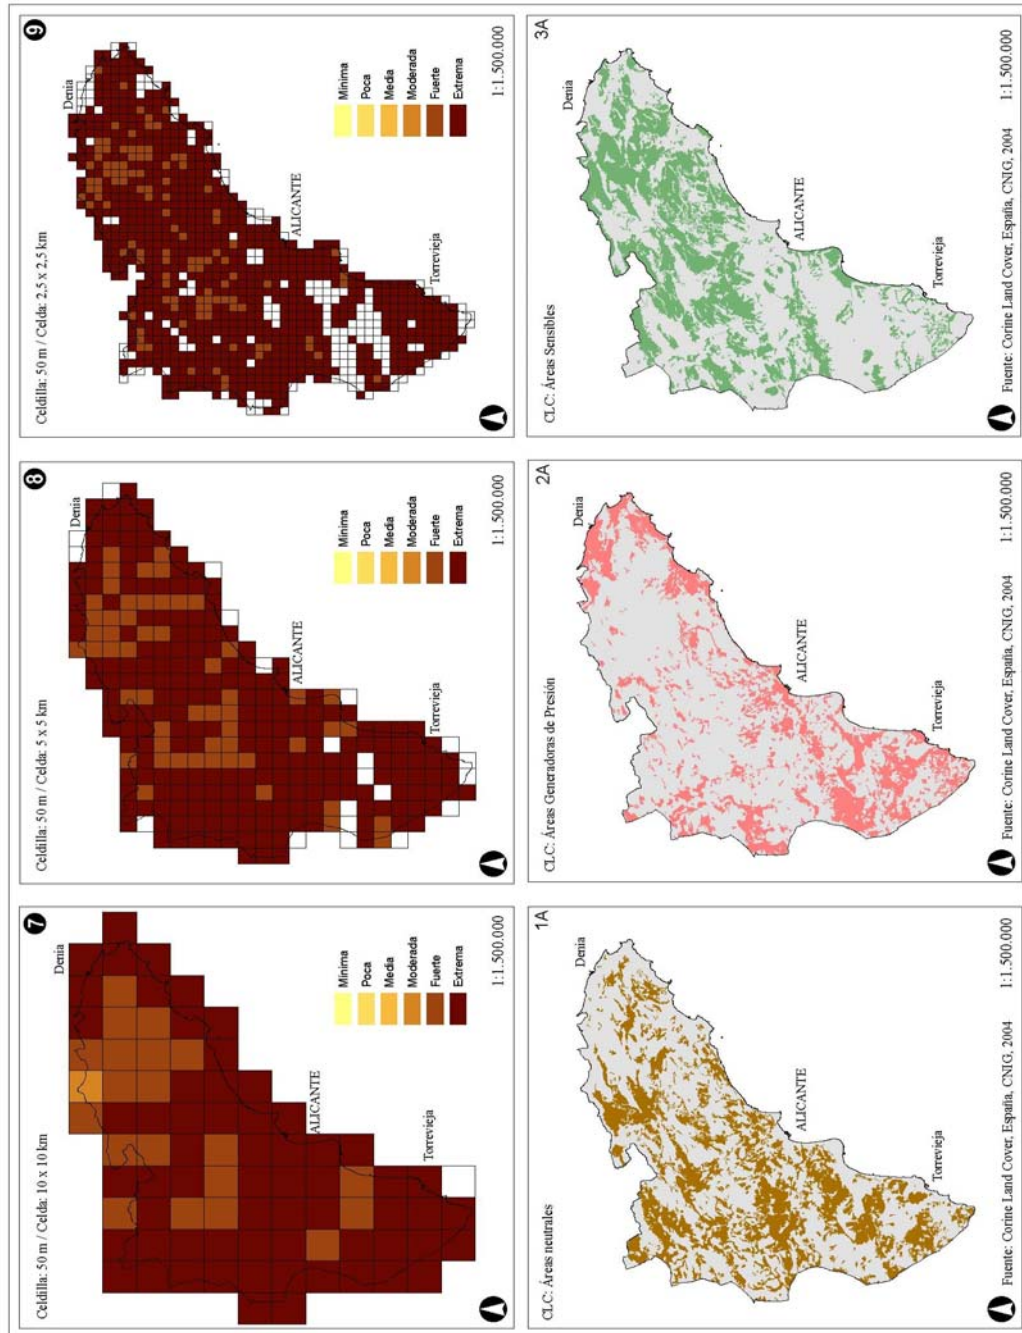 7
Celdilla: 50 m / Celda: 10 x 10 km
Denia
ALICANTE
Torrevieja
Mínima
Poca
Media
Moderada
Fuerte
Extrema
1:1.500.000
8
Celdilla: 50 m / Celda: 5 x 5 km
Denia
ALICANTE
Torrevieja
Mínima
Poca
Media
Moderada
Fuerte
Extrema
1:1.500.000
9
Celdilla: 50 m / Celda: 2,5 x 2,5 km
Denia
ALICANTE
Torrevieja
Mínima
Poca
Media
Moderada
Fuerte
Extrema
1:1.500.000
1A
CLC: Áreas neutrales
Denia
ALICANTE
Torrevieja
Fuente: Corine Land Cover, España, CNIG, 2004
1:1.500.000
2A
CLC: Áreas Generadoras de Presión
Denia
ALICANTE
Torrevieja
Fuente: Corine Land Cover, España, CNIG, 2004
1:1.500.000
3A
CLC: Áreas Sensibles
Denia
ALICANTE
Torrevieja
Fuente: Corine Land Cover, España, CNIG, 2004
1:1.500.000